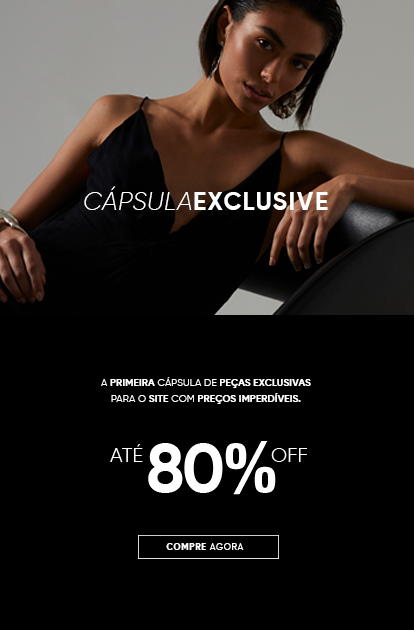 CÁPSULAEXCLUSIVE
A PRIMEIRA CÁPSULA DE PEÇAS EXCLUSIVAS
PARA O SITE COM PREÇOS IMPERDÍVEIS.
ATÉ 80% OFF
COMPRE AGORA